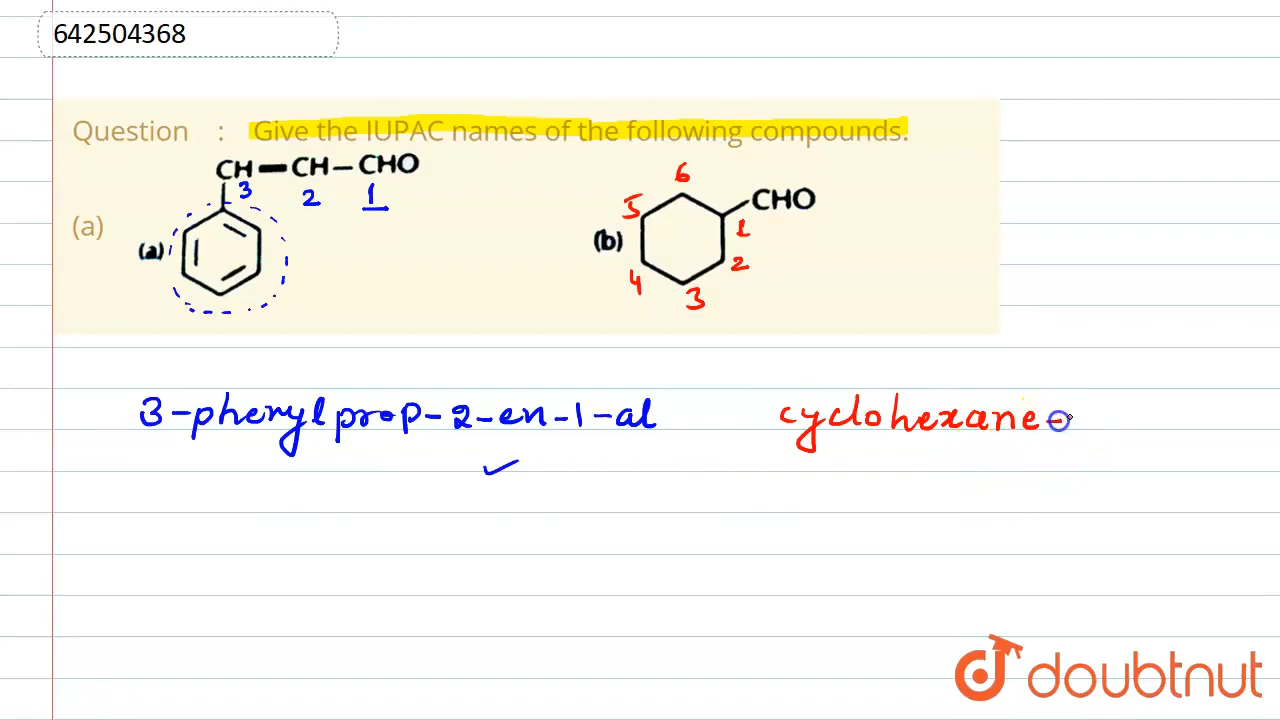 642504368
Question : Give the IUPAC names of the following compounds.
CH = CH – CHO
3 2 1
(a)
(a)
6
CHO
5
1
(b)
2
4
3
3-phenylprop-2-en-1-al
cyclohexane-
doubtnut